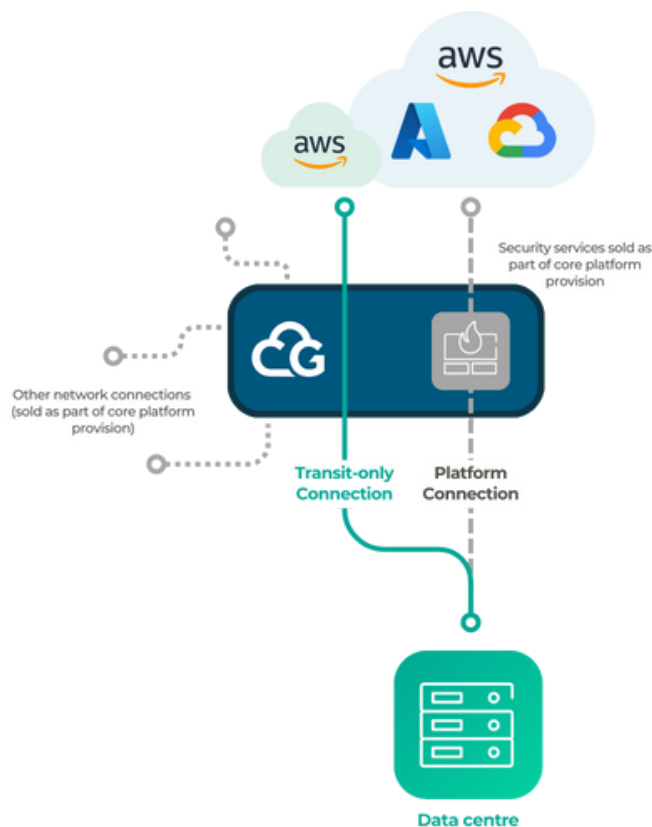 aws
aws
Security services sold as
part of core platform
provision
CG
Other network connections
(sold as part of core platform
provision)
Transit-only
Connection
Platform
Connection
Data centre